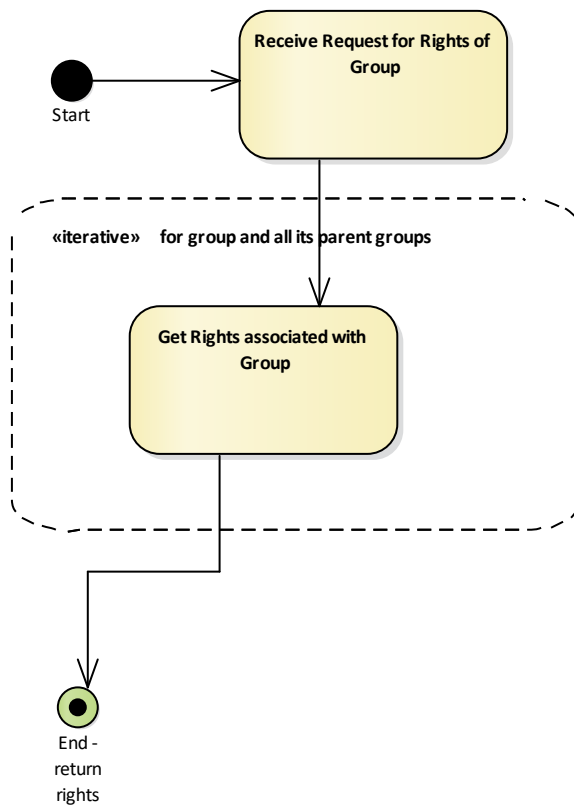 Receive Request for Rights of
Group
Start
«iterative» for group and all its parent groups
Get Rights associated with
Group
End -
return
rights